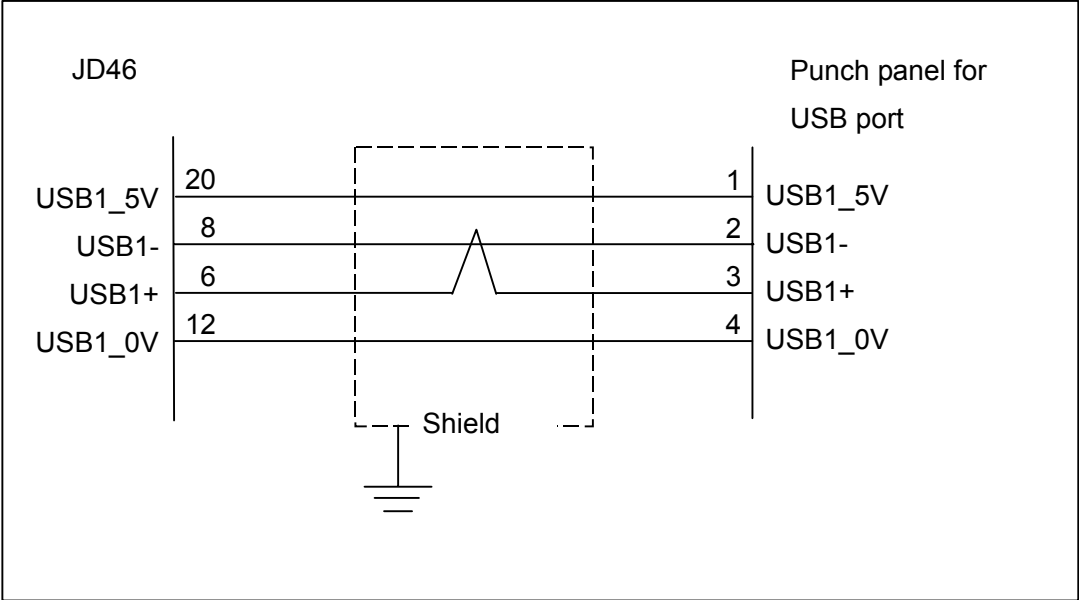 JD46
Punch panel for
USB port
USB1_5V 20 1 USB1_5V
USB1- 8 2 USB1-
USB1+ 6 3 USB1+
USB1_0V 12 4 USB1_0V
Shield